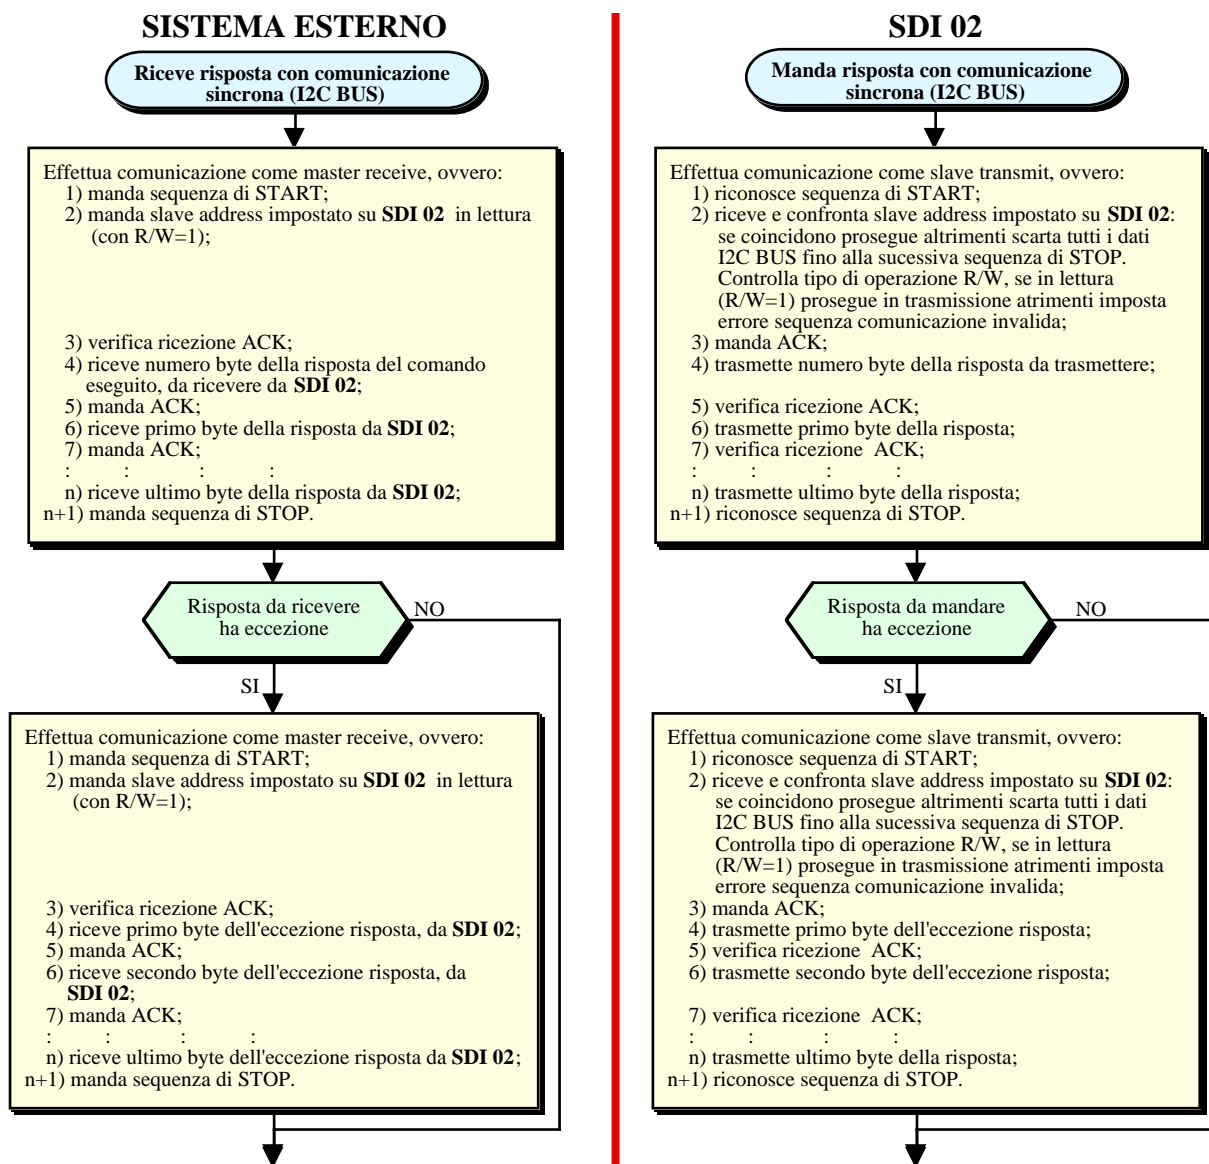 SISTEMA ESTERNO
Riceve risposta con comunicazione
sincrona (I2C BUS)
Effettua comunicazione come master receive, ovvero:
1) manda sequenza di START;
2) manda slave address impostato su SDI 02 in lettura
(con R/W=1);
3) verifica ricezione ACK;
4) riceve numero byte della risposta del comando
eseguito, da ricevere da SDI 02;
5) manda ACK;
6) riceve primo byte della risposta da SDI 02;
7) manda ACK;
: : : :
n) riceve ultimo byte della risposta da SDI 02;
n+1) manda sequenza di STOP.
Risposta da ricevere
ha eccezione
NO
SI
Effettua comunicazione come master receive, ovvero:
1) manda sequenza di START;
2) manda slave address impostato su SDI 02 in lettura
(con R/W=1);
3) verifica ricezione ACK;
4) riceve primo byte dell'eccezione risposta, da SDI 02;
5) manda ACK;
6) riceve secondo byte dell'eccezione risposta, da
SDI 02;
7) manda ACK;
: : : :
n) riceve ultimo byte dell'eccezione risposta da SDI 02;
n+1) manda sequenza di STOP.
SDI 02
Manda risposta con comunicazione
sincrona (I2C BUS)
Effettua comunicazione come slave transmit, ovvero:
1) riconosce sequenza di START;
2) riceve e confronta slave address impostato su SDI 02:
se coincidono prosegue altrimenti scarta tutti i dati
I2C BUS fino alla sucessiva sequenza di STOP.
Controlla tipo di operazione R/W, se in lettura
(R/W=1) prosegue in trasmissione atrimenti imposta
errore sequenza comunicazione invalida;
3) manda ACK;
4) trasmette numero byte della risposta da trasmettere;
5) verifica ricezione ACK;
6) trasmette primo byte della risposta;
7) verifica ricezione ACK;
: : : :
n) trasmette ultimo byte della risposta;
n+1) riconosce sequenza di STOP.
Risposta da mandare
ha eccezione
NO
SI
Effettua comunicazione come slave transmit, ovvero:
1) riconosce sequenza di START;
2) riceve e confronta slave address impostato su SDI 02:
se coincidono prosegue altrimenti scarta tutti i dati
I2C BUS fino alla sucessiva sequenza di STOP.
Controlla tipo di operazione R/W, se in lettura
(R/W=1) prosegue in trasmissione atrimenti imposta
errore sequenza comunicazione invalida;
3) manda ACK;
4) trasmette primo byte dell'eccezione risposta;
5) verifica ricezione ACK;
6) trasmette secondo byte dell'eccezione risposta;
7) verifica ricezione ACK;
: : : :
n) trasmette ultimo byte della risposta;
n+1) riconosce sequenza di STOP.